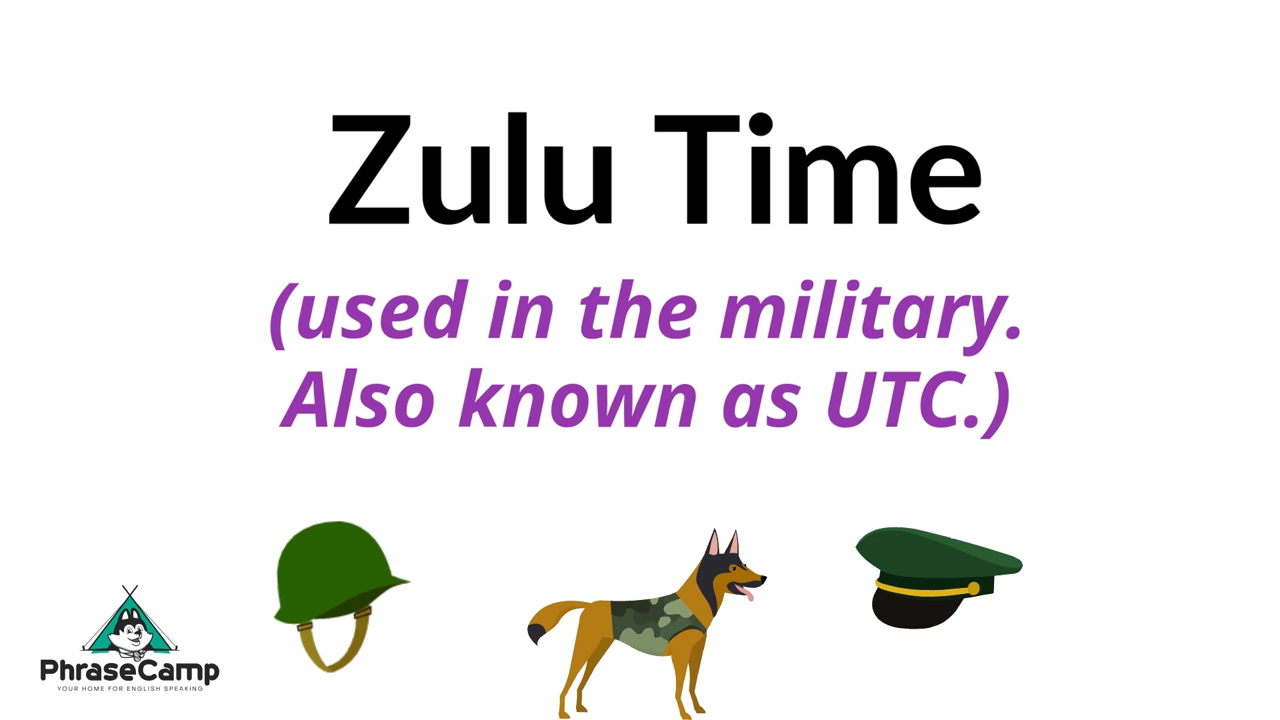 Zulu Time
(used in the military.
Also known as UTC.)
PhraseCamp
YOUR HOME FOR ENGLISH SPEAKING